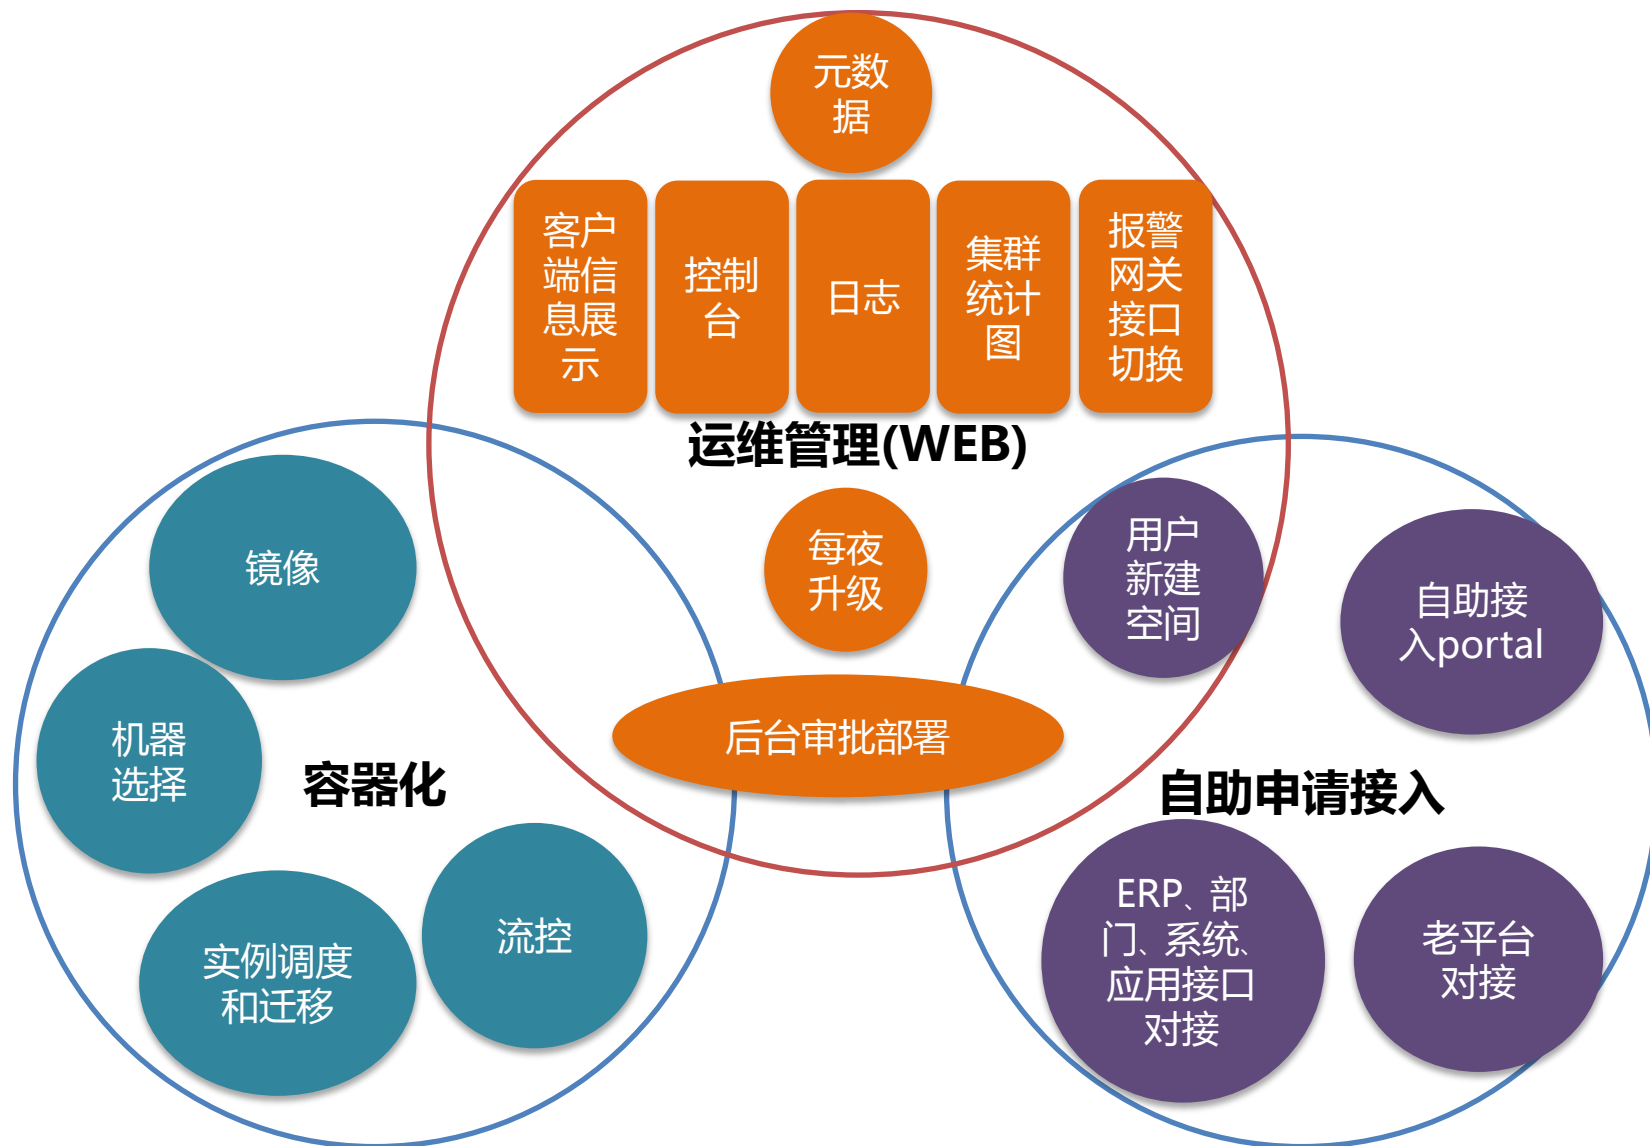 元数
据
客户
端信
息展
示
控制
台
日志
集群
统计
图
报警
网关
接口
切换
运维管理(WEB)
每夜
升级
后台审批部署
镜像
机器
选择
容器化
实例调度
和迁移
流控
用户
新建
空间
自助接
入portal
自助申请接入
ERP、部
门、系统、
应用接口
对接
老平台
对接